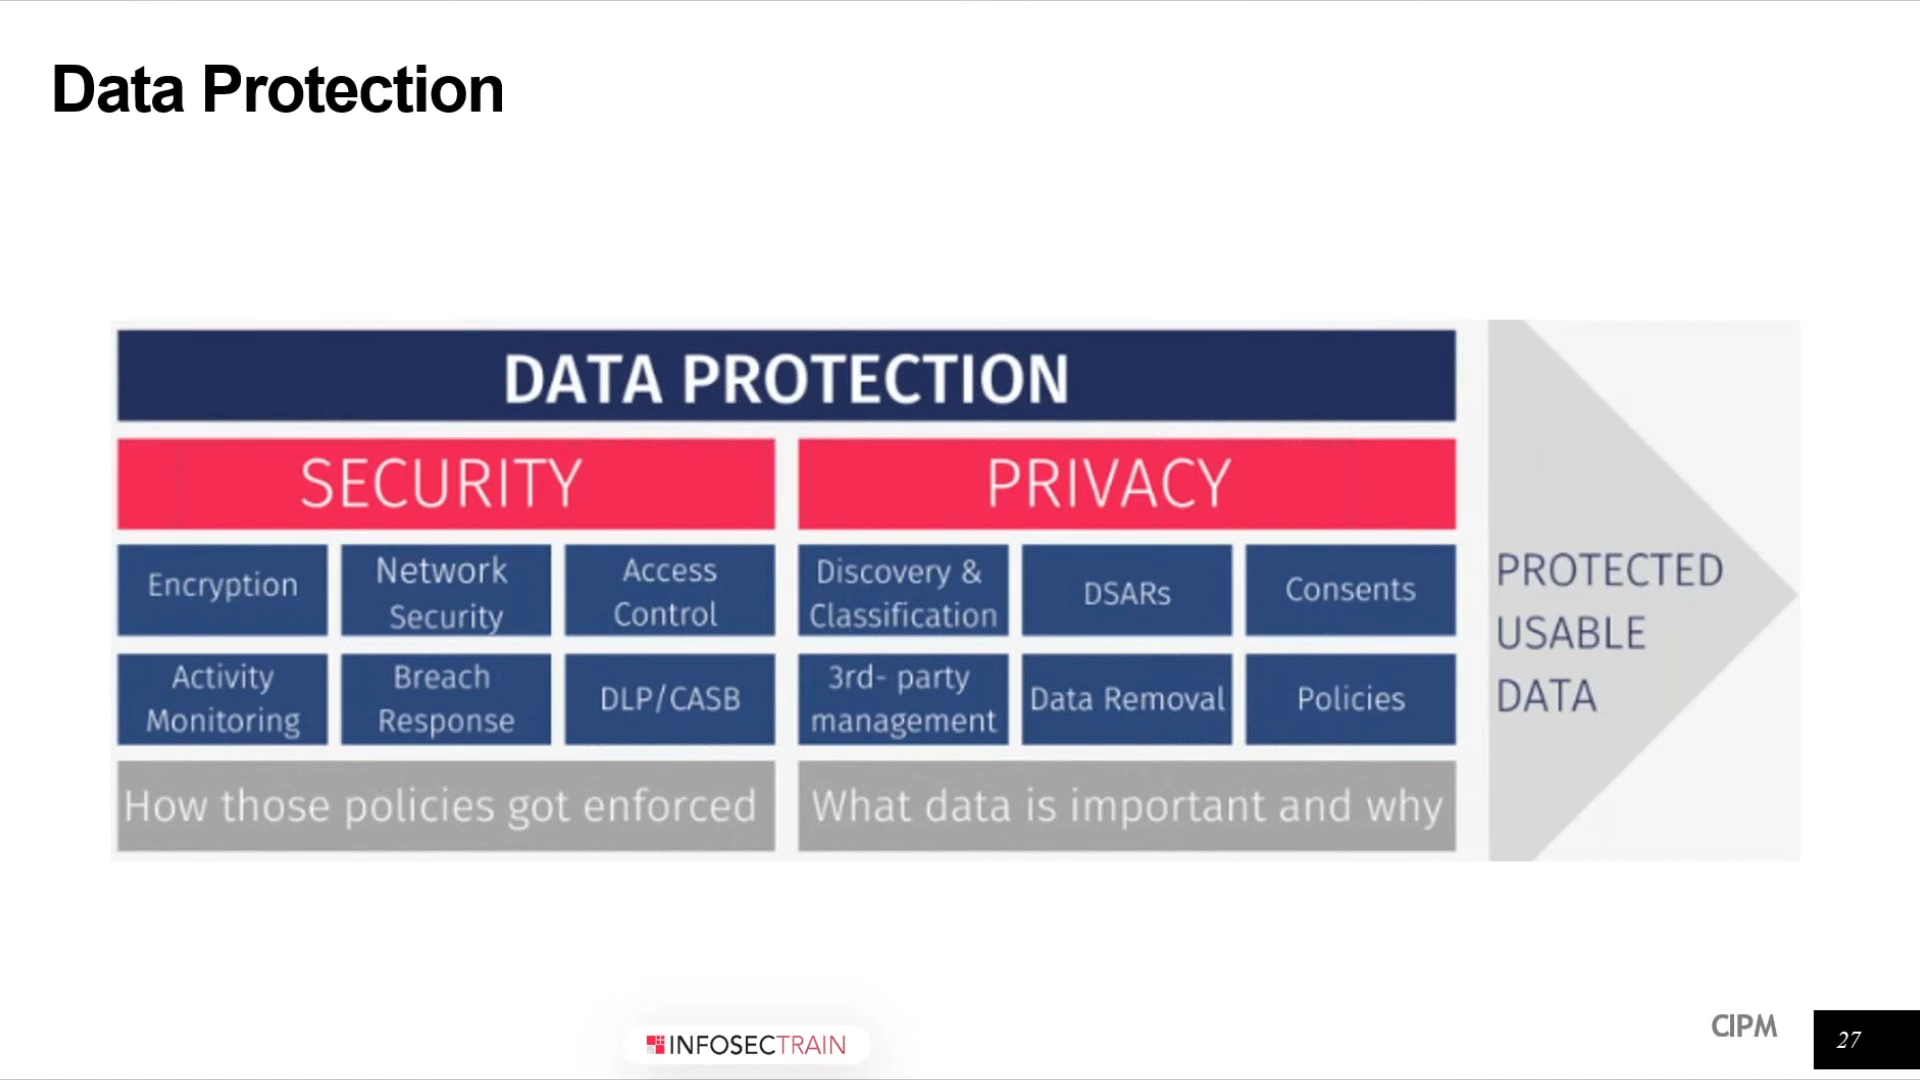 Data Protection
DATA PROTECTION
SECURITY
PRIVACY
Encryption
Network
Security
Access
Control
Discovery &
Classification
DSARs
Consents
Activity
Monitoring
Breach
Response
DLP/CASB
3rd- party
management
Data Removal
Policies
How those policies got enforced
What data is important and why
PROTECTED
USABLE
DATA
INFOSECTRAIN
CIPM
27